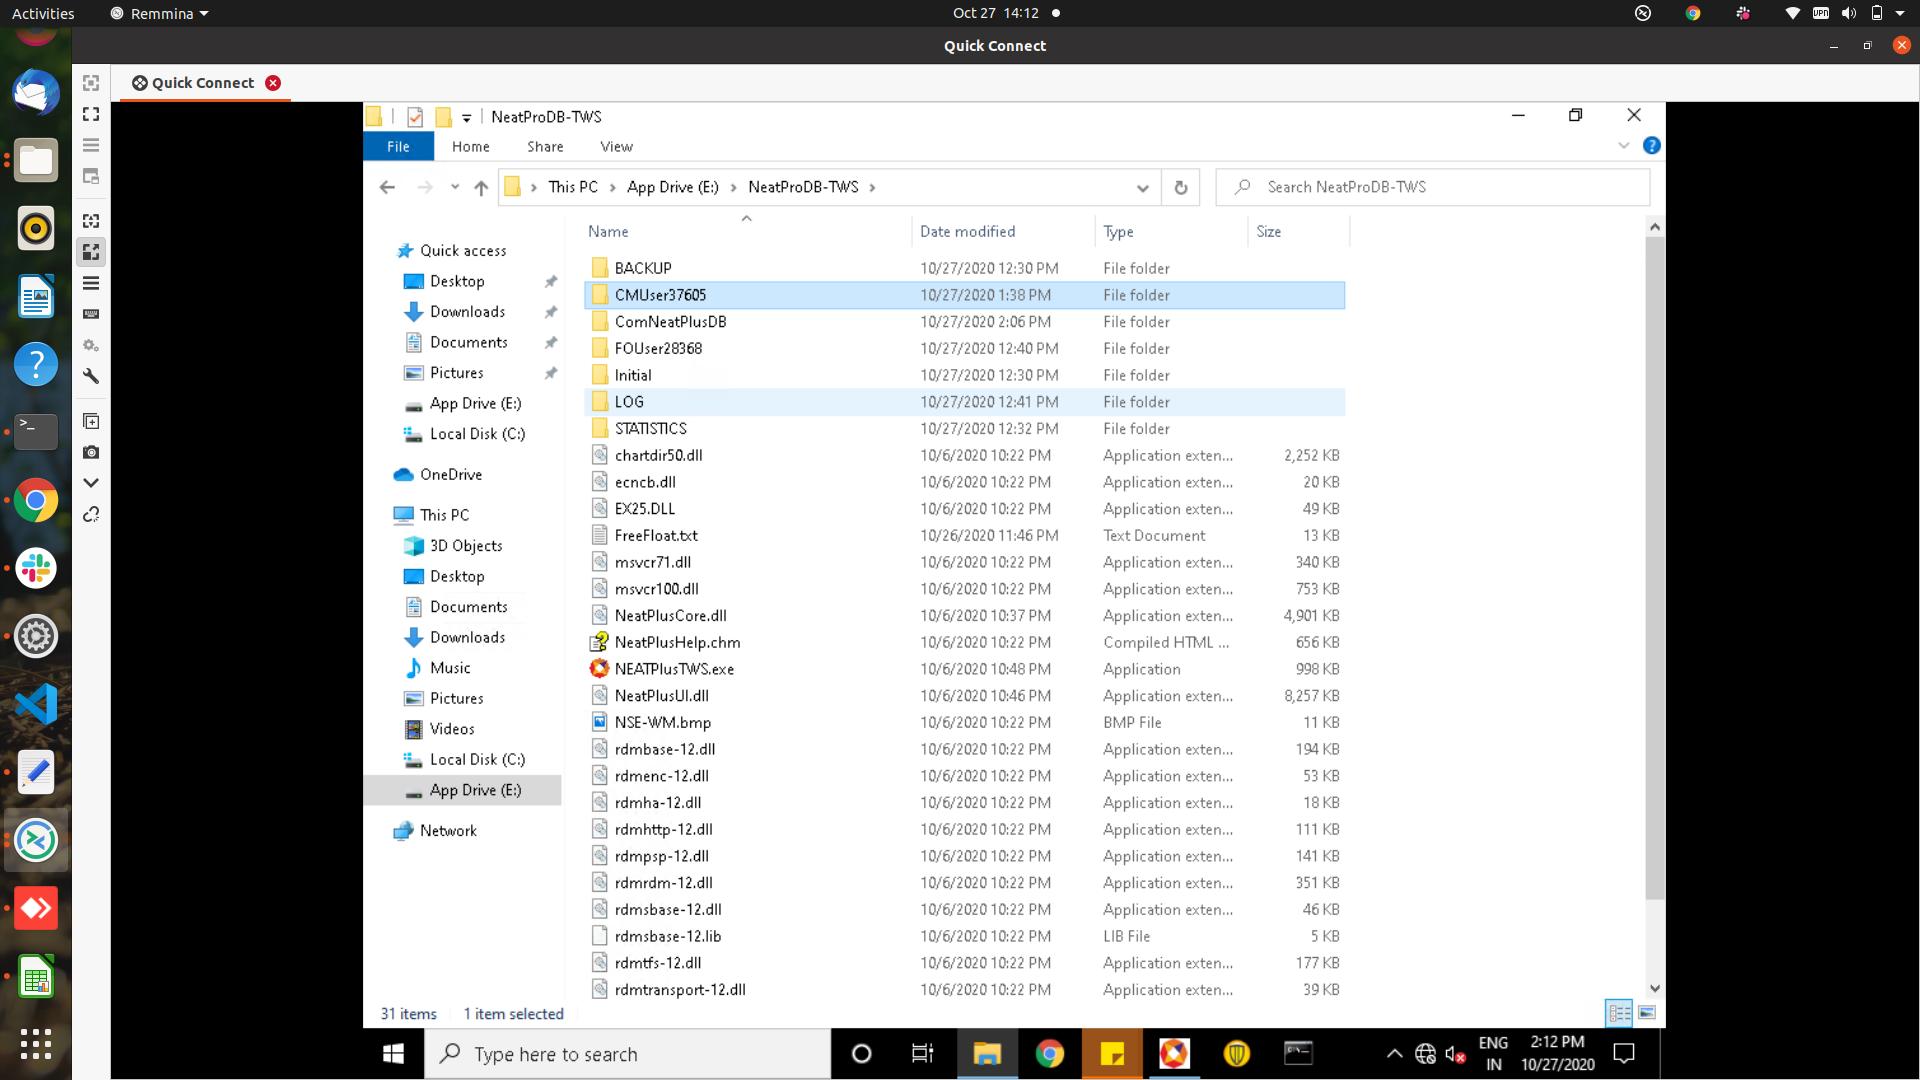 Activities
Remmina
Oct 27 14:12
VPN
Quick Connect
Quick Connect
NeatProDB-TWS
File Home Share View
This PC App Drive (E:) NeatProDB-TWS
Search NeatProDB-TWS
Name Date modified Type Size
Quick access
Desktop
Downloads
Documents
Pictures
App Drive (E:)
Local Disk (C:)
OneDrive
This PC
3D Objects
Desktop
Documents
Downloads
Music
Pictures
Videos
Local Disk (C:)
App Drive (E:)
Network
BACKUP 10/27/2020 12:30 PM File folder
CMUser37605 10/27/2020 1:38 PM File folder
ComNeatPlusDB 10/27/2020 2:06 PM File folder
FOUser28368 10/27/2020 12:40 PM File folder
Initial 10/27/2020 12:30 PM File folder
LOG 10/27/2020 12:41 PM File folder
STATISTICS 10/27/2020 12:32 PM File folder
chartdir50.dll 10/6/2020 10:22 PM Application exten... 2,252 KB
ecncb.dll 10/6/2020 10:22 PM Application exten... 20 KB
EX25.DLL 10/6/2020 10:22 PM Application exten... 49 KB
FreeFloat.txt 10/26/2020 11:46 PM Text Document 13 KB
msvcr71.dll 10/6/2020 10:22 PM Application exten... 340 KB
msvcr100.dll 10/6/2020 10:22 PM Application exten... 753 KB
NeatPlusCore.dll 10/6/2020 10:37 PM Application exten... 4,901 KB
NeatPlusHelp.chm 10/6/2020 10:22 PM Compiled HTML ... 656 KB
NEATPlusTWS.exe 10/6/2020 10:48 PM Application 998 KB
NeatPlusUI.dll 10/6/2020 10:46 PM Application exten... 8,257 KB
NSE-WM.bmp 10/6/2020 10:22 PM BMP File 11 KB
rdmbase-12.dll 10/6/2020 10:22 PM Application exten... 194 KB
rdmenc-12.dll 10/6/2020 10:22 PM Application exten... 53 KB
rdmha-12.dll 10/6/2020 10:22 PM Application exten... 18 KB
rdmhttp-12.dll 10/6/2020 10:22 PM Application exten... 111 KB
rdmpsp-12.dll 10/6/2020 10:22 PM Application exten... 141 KB
rdmrdm-12.dll 10/6/2020 10:22 PM Application exten... 351 KB
rdmsbase-12.dll 10/6/2020 10:22 PM Application exten... 46 KB
rdmsbase-12.lib 10/6/2020 10:22 PM LIB File 5 KB
rdmtfs-12.dll 10/6/2020 10:22 PM Application exten... 177 KB
rdmtransport-12.dll 10/6/2020 10:22 PM Application exten... 39 KB
31 items 1 item selected
Type here to search
ENG
IN
2:12 PM
10/27/2020